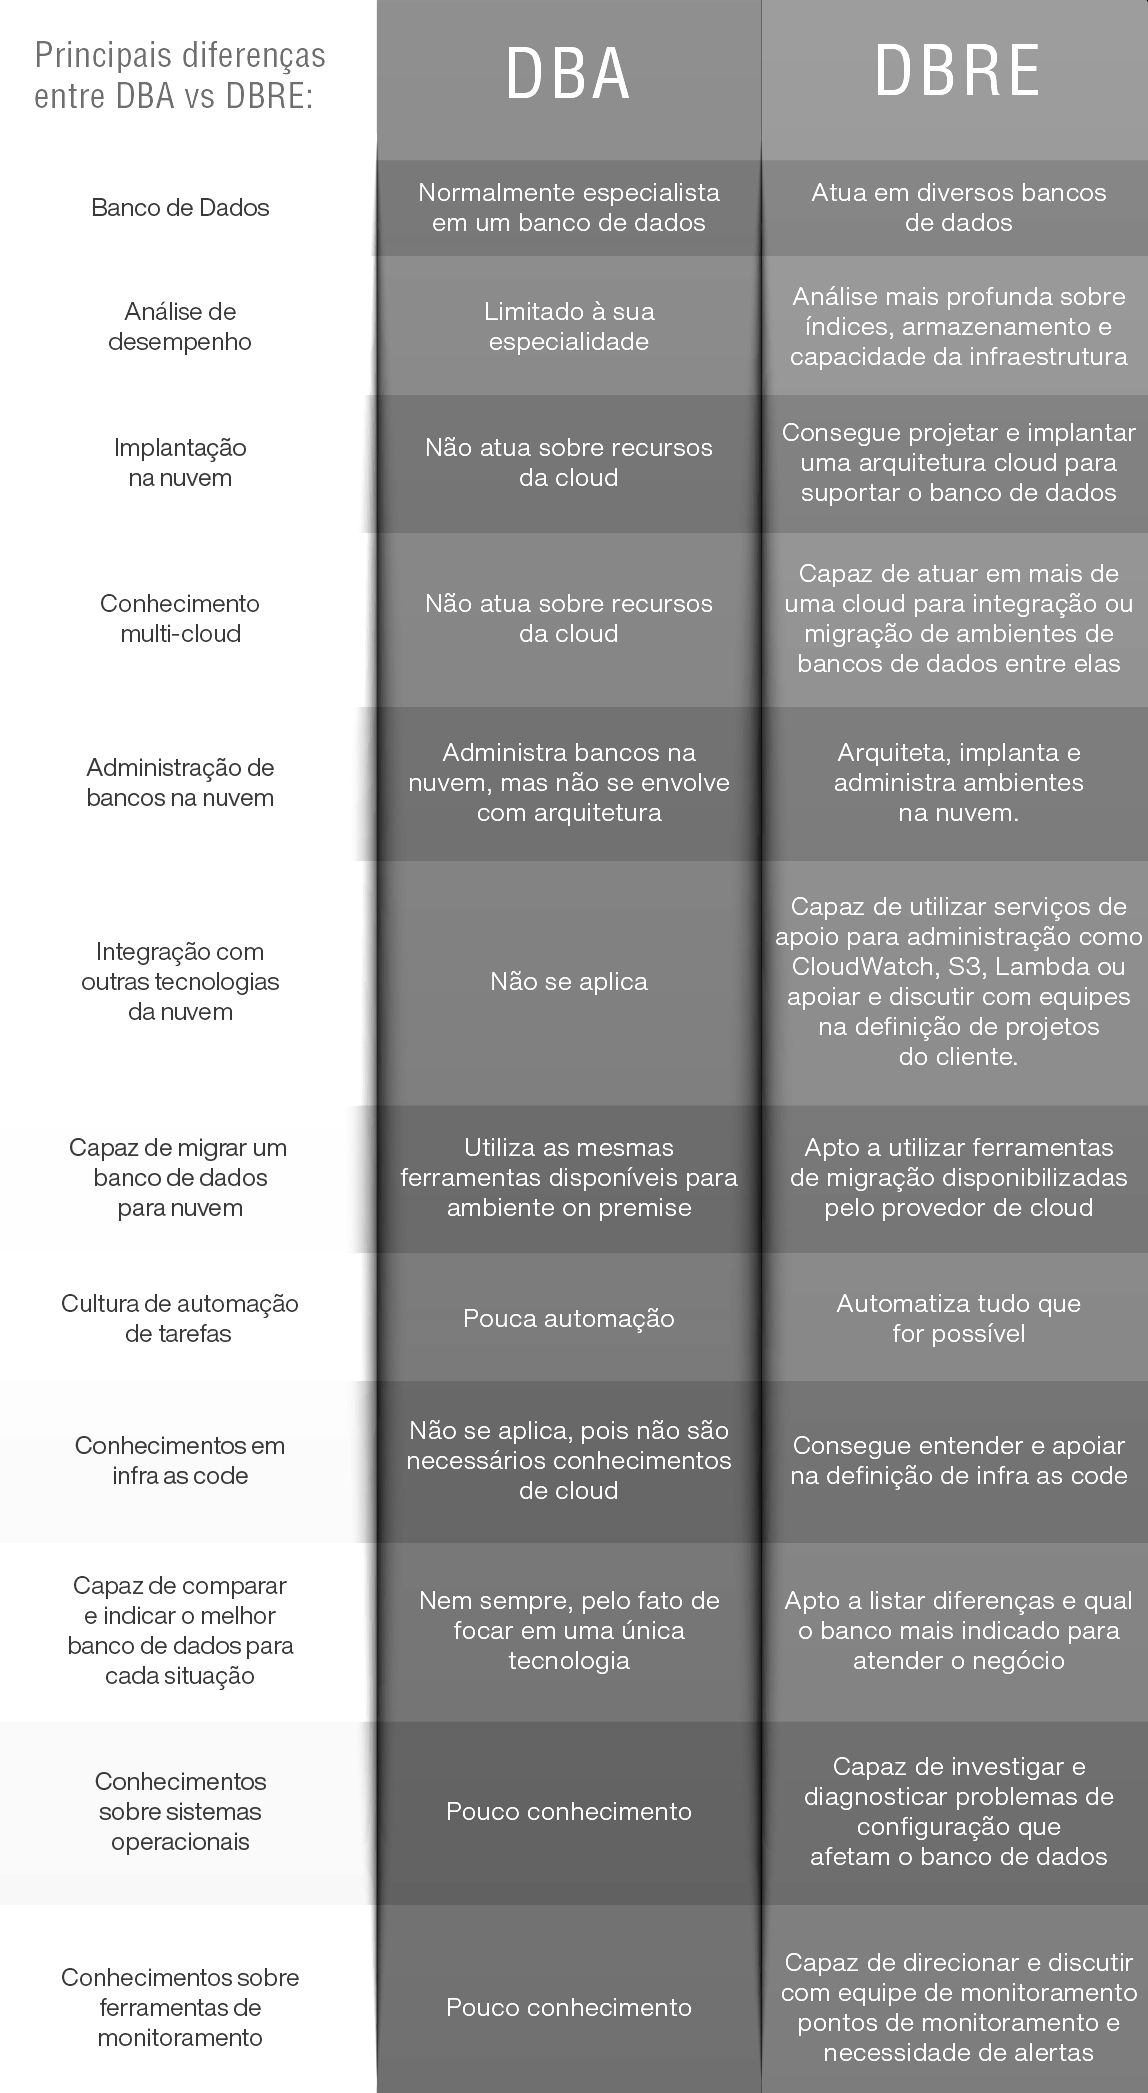 Principais diferenças
entre DBA vs DBRE:
DBA
DBRE
Banco de Dados
Normalmente especialista
em um banco de dados
Atua em diversos bancos
de dados
Análise de
desempenho
Limitado à sua
especialidade
Análise mais profunda sobre
índices, armazenamento e
capacidade da infraestrutura
Implantação
na nuvem
Não atua sobre recursos
da cloud
Consegue projetar e implantar
uma arquitetura cloud para
suportar o banco de dados
Conhecimento
multi-cloud
Não atua sobre recursos
da cloud
Capaz de atuar em mais de
uma cloud para integração ou
migração de ambientes de
bancos de dados entre elas
Administração de
bancos na nuvem
Administra bancos na
nuvem, mas não se envolve
com arquitetura
Arquiteta, implanta e
administra ambientes
na nuvem.
Integração com
outras tecnologias
da nuvem
Não se aplica
Capaz de utilizar serviços de
apoio para administração como
CloudWatch, S3, Lambda ou
apoiar e discutir com equipes
na definição de projetos
do cliente.
Capaz de migrar um
banco de dados
para nuvem
Utiliza as mesmas
ferramentas disponíveis para
ambiente on premise
Apto a utilizar ferramentas
de migração disponibilizadas
pelo provedor de cloud
Cultura de automação
de tarefas
Pouca automação
Automatiza tudo que
for possível
Conhecimentos em
infra as code
Não se aplica, pois não são
necessários conhecimentos
de cloud
Consegue entender e apoiar
na definição de infra as code
Capaz de comparar
e indicar o melhor
banco de dados para
cada situação
Nem sempre, pelo fato de
focar em uma única
tecnologia
Apto a listar diferenças e qual
o banco mais indicado para
atender o negócio
Conhecimentos
sobre sistemas
operacionais
Pouco conhecimento
Capaz de investigar e
diagnosticar problemas de
configuração que
afetam o banco de dados
Conhecimentos sobre
ferramentas de
monitoramento
Pouco conhecimento
Capaz de direcionar e discutir
com equipe de monitoramento
pontos de monitoramento e
necessidade de alertas